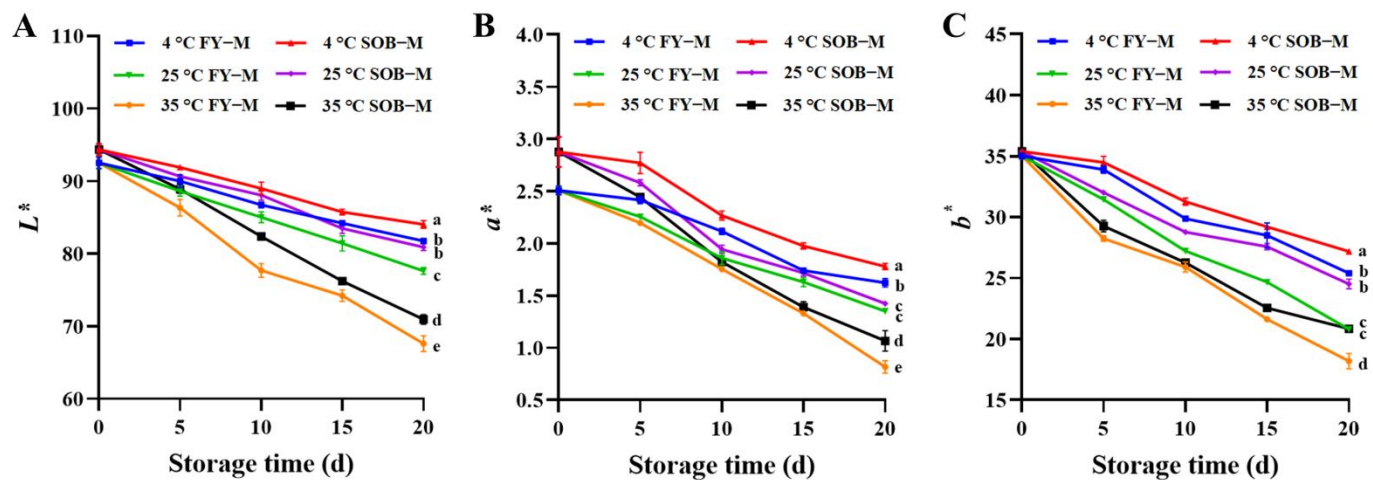 A
110
100
90
80
70
60
L*
0 5 10 15 20
Storage time (d)
4 °C FY−M 4 °C SOB−M
25 °C FY−M 25 °C SOB−M
35 °C FY−M 35 °C SOB−M
a
b
b
c
d
e
B
4.0
3.5
3.0
2.5
2.0
1.5
1.0
0.5
a*
0 5 10 15 20
Storage time (d)
4 °C FY−M 4 °C SOB−M
25 °C FY−M 25 °C SOB−M
35 °C FY−M 35 °C SOB−M
a
b
c
c
d
e
C
45
40
35
30
25
20
15
b*
0 5 10 15 20
Storage time (d)
4 °C FY−M 4 °C SOB−M
25 °C FY−M 25 °C SOB−M
35 °C FY−M 35 °C SOB−M
a
b
b
c
c
d